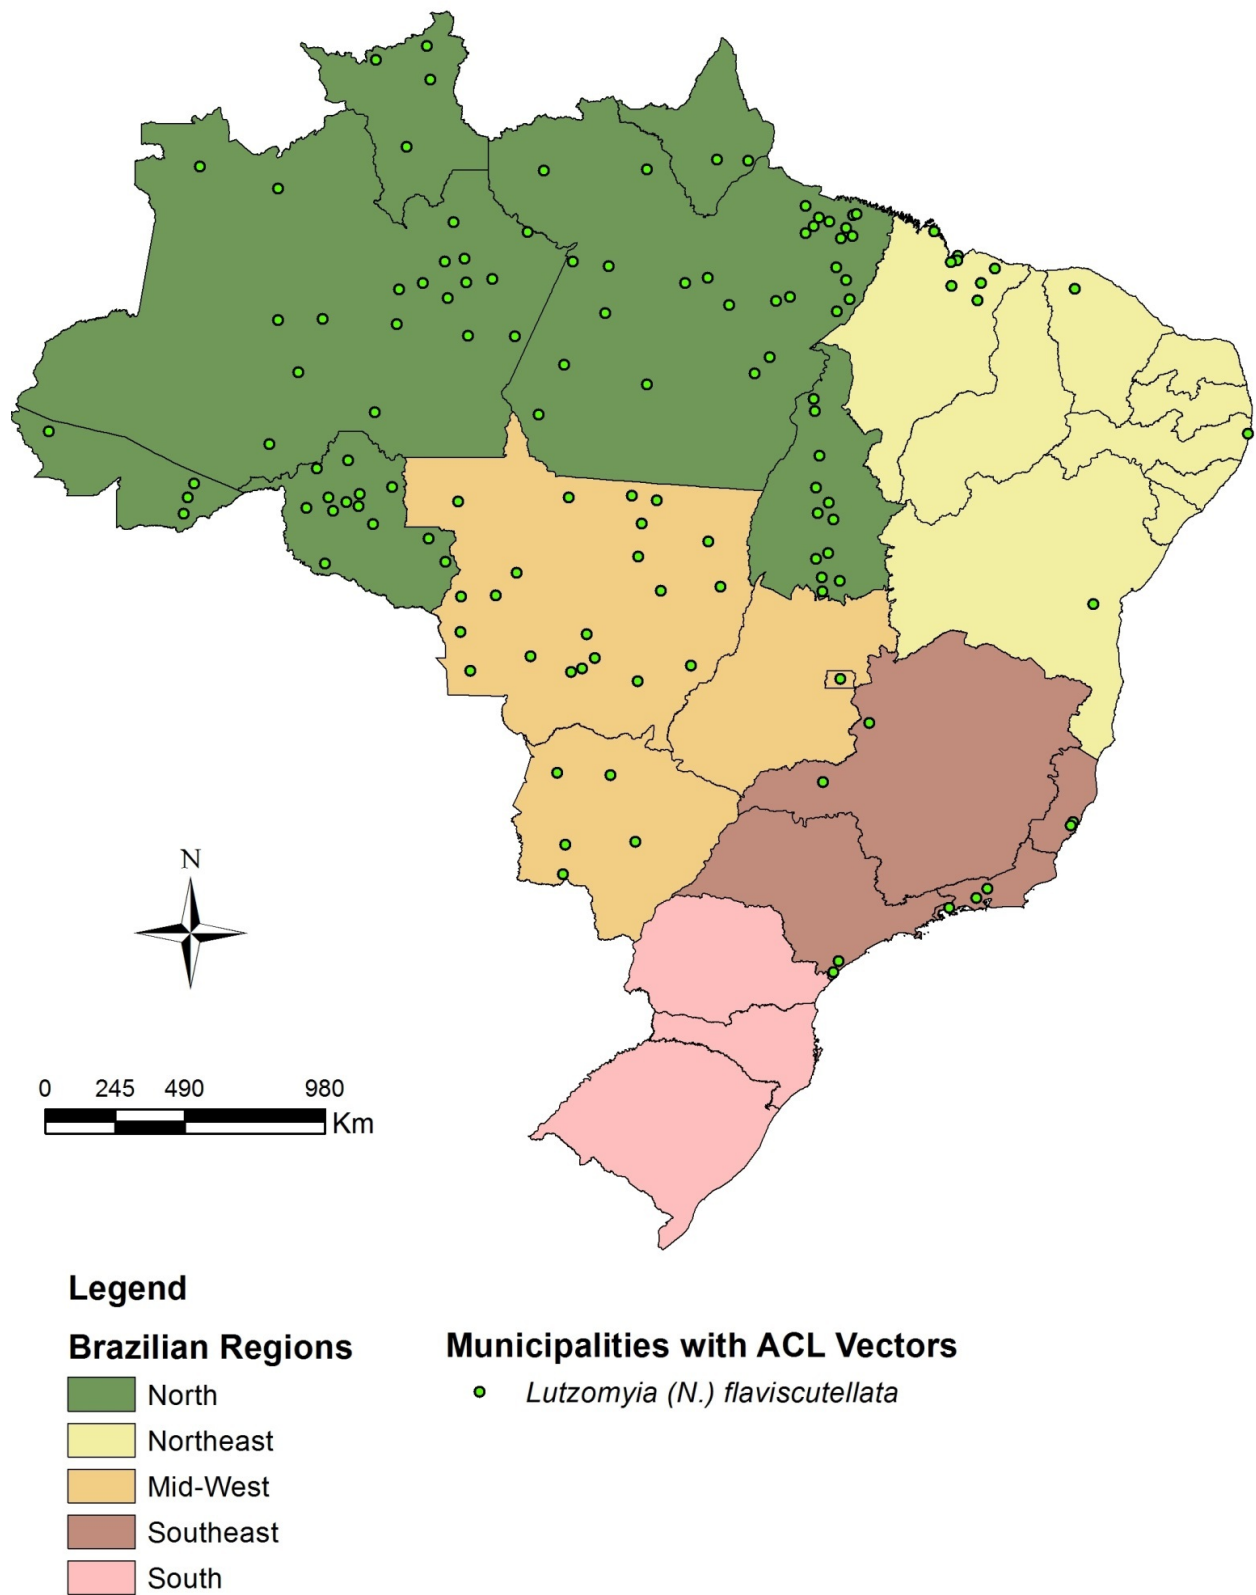 N
0 245 490 980
Km
Legend
Brazilian Regions
North
Northeast
Mid-West
Southeast
South
Municipalities with ACL Vectors
Lutzomyia (N.) flaviscutellata